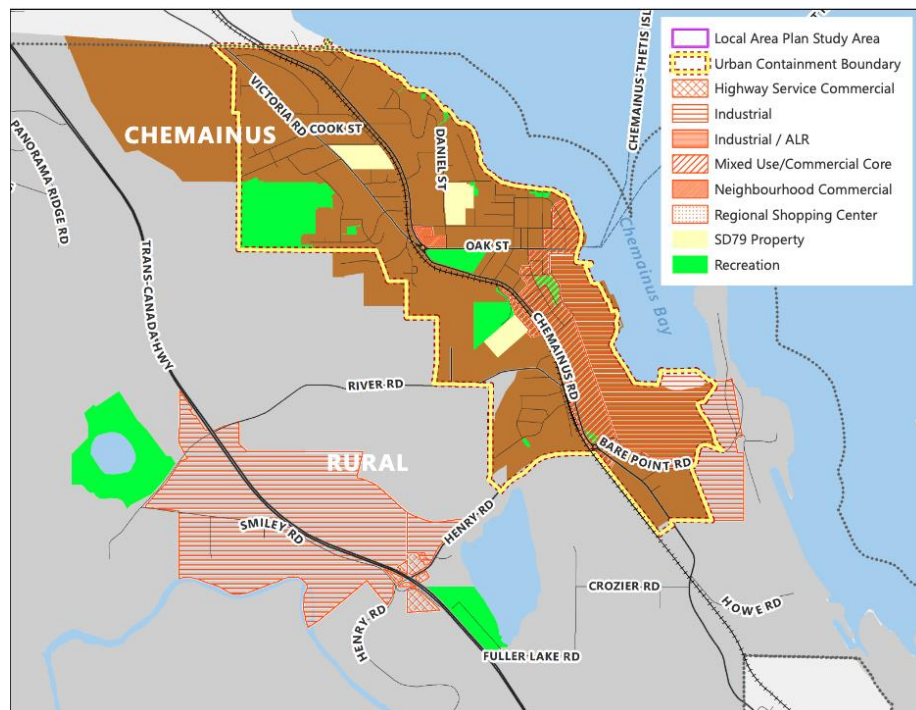 Local Area Plan Study Area
Urban Containment Boundary
Highway Service Commercial
Industrial
Industrial / ALR
Mixed Use/Commercial Core
Neighbourhood Commercial
Regional Shopping Center
SD79 Property
Recreation
CHEMAINUS-THETIS ISL
CHEMAINUS
VICTORIA RD
COOK ST
DANIEL ST
PANORAMA RIDGE RD
OAK ST
Chemainus Bay
TRANS-CANADA HWY
CHEMAINUS RD
RIVER RD
BARE POINT RD
RURAL
SMILEY RD
HENRY RD
CROZIER RD
HOWE RD
HENRY RD
FULLER LAKE RD